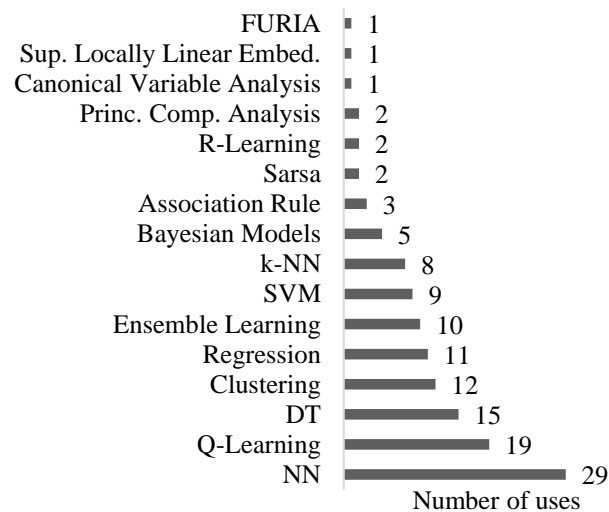 FURIA 1
Sup. Locally Linear Embed. 1
Canonical Variable Analysis 1
Princ. Comp. Analysis 2
R-Learning 2
Sarsa 2
Association Rule 3
Bayesian Models 5
k-NN 8
SVM 9
Ensemble Learning 10
Regression 11
Clustering 12
DT 15
Q-Learning 19
NN 29
Number of uses